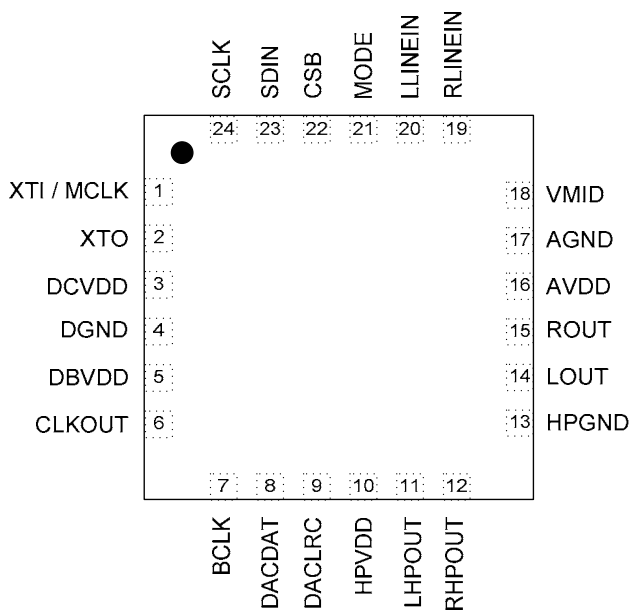 SCLK
SDIN
CSB
MODE
LLINEIN
RLINEIN
24
23
22
21
20
19
XTI / MCLK 1
XTO 2
DCVDD 3
DGND 4
DBVDD 5
CLKOUT 6
18 VMID
17 AGND
16 AVDD
15 ROUT
14 LOUT
13 HPGND
7
8
9
10
11
12
BCLK
DACDAT
DACLRC
HPVDD
LHPOUT
RHPOUT